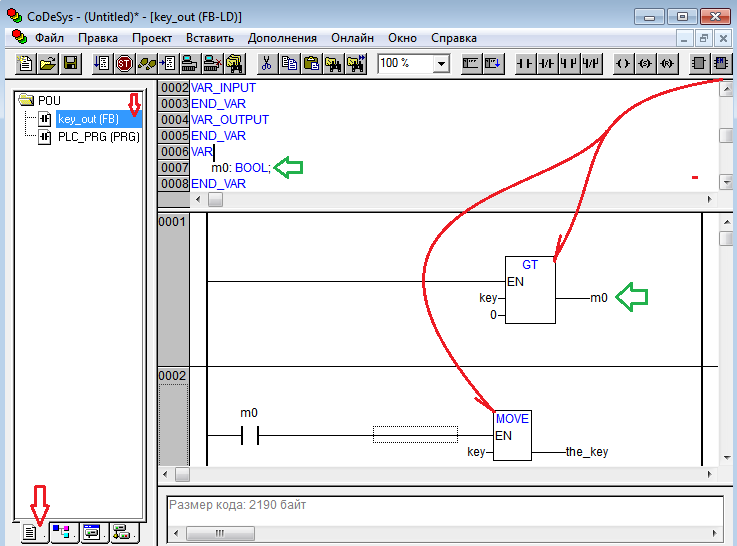 CoDeSys - (Untitled)* - [key_out (FB-LD)]
Файл Правка Проект Вставить Дополнения Онлайн Окно Справка
ST
100 %
POU
key_out (FB)
PLC_PRG (PRG)
0002 VAR_INPUT
0003 END_VAR
0004 VAR_OUTPUT
0005 END_VAR
0006 VAR
0007 m0: BOOL;
0008 END_VAR
0001
GT
EN
key
m0
0
0002
m0
MOVE
EN
key
the_key
Размер кода: 2190 байт